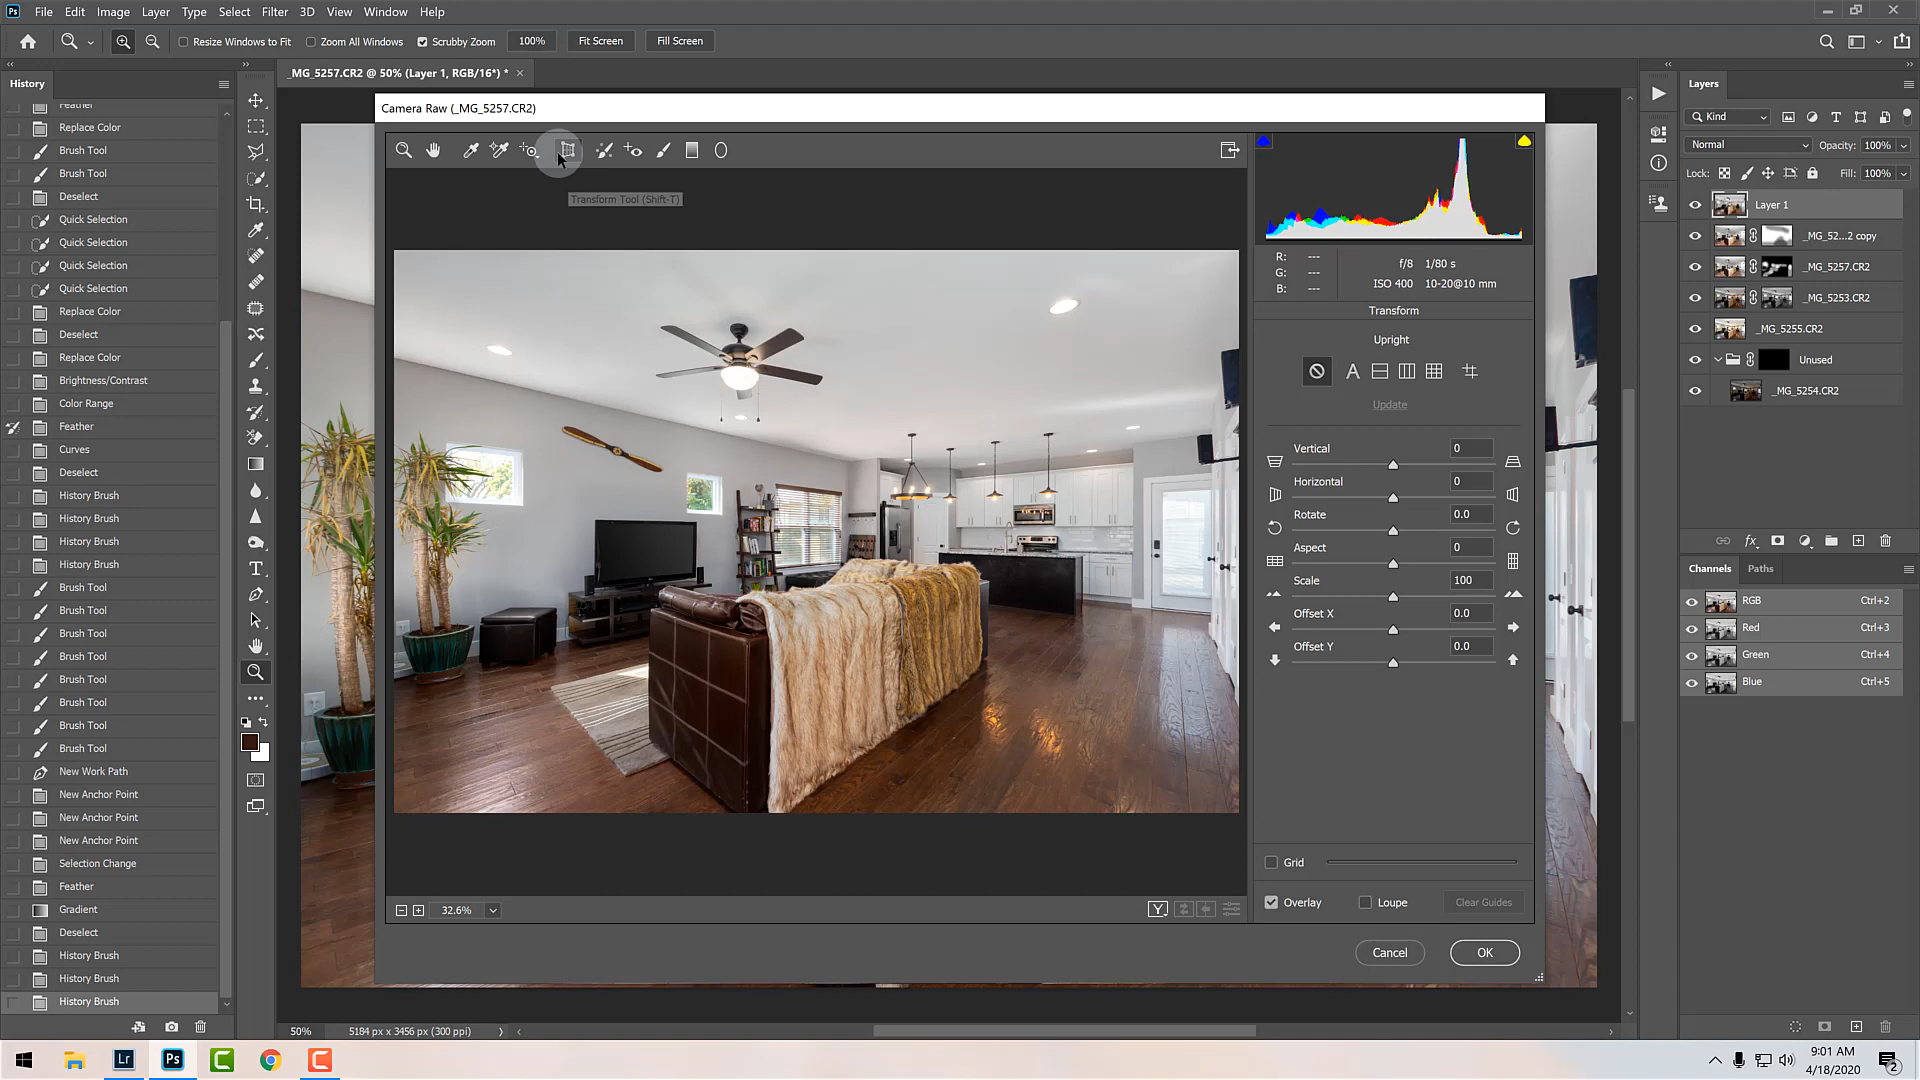 Ps File Edit Image Layer Type Select Filter 3D View Window Help
Resize Windows to Fit Zoom All Windows Scrubby Zoom 100% Fit Screen Fill Screen
_MG_5257.CR2 @ 50% (Layer 1, RGB/16*) * ×
History
Feather
Replace Color
Brush Tool
Brush Tool
Deselect
Quick Selection
Quick Selection
Quick Selection
Quick Selection
Replace Color
Deselect
Replace Color
Brightness/Contrast
Color Range
Feather
Curves
Deselect
History Brush
History Brush
History Brush
History Brush
Brush Tool
Brush Tool
Brush Tool
Brush Tool
Brush Tool
Brush Tool
Brush Tool
Brush Tool
New Work Path
New Anchor Point
New Anchor Point
New Anchor Point
Selection Change
Feather
Gradient
Deselect
History Brush
History Brush
History Brush
Camera Raw (_MG_5257.CR2)
Transform Tool (Shift-T)
32.6%
Y
R: ---
G: ---
B: ---
f/8 1/80 s
ISO 400 10-20@10 mm
Transform
Upright
A
Update
Vertical 0
Horizontal 0
Rotate 0.0
Aspect 0
Scale 100
Offset X 0.0
Offset Y 0.0
Grid
Overlay Loupe Clear Guides
Cancel OK
Layers
Kind
Normal Opacity: 100%
Lock: Fill: 100%
Layer 1
_MG_52...2 copy
_MG_5257.CR2
_MG_5253.CR2
_MG_5255.CR2
Unused
_MG_5254.CR2
fx
Channels Paths
RGB Ctrl+2
Red Ctrl+3
Green Ctrl+4
Blue Ctrl+5
50% 5184 px x 3456 px (300 ppi)
Lr Ps C C
9:01 AM
4/18/2020
2